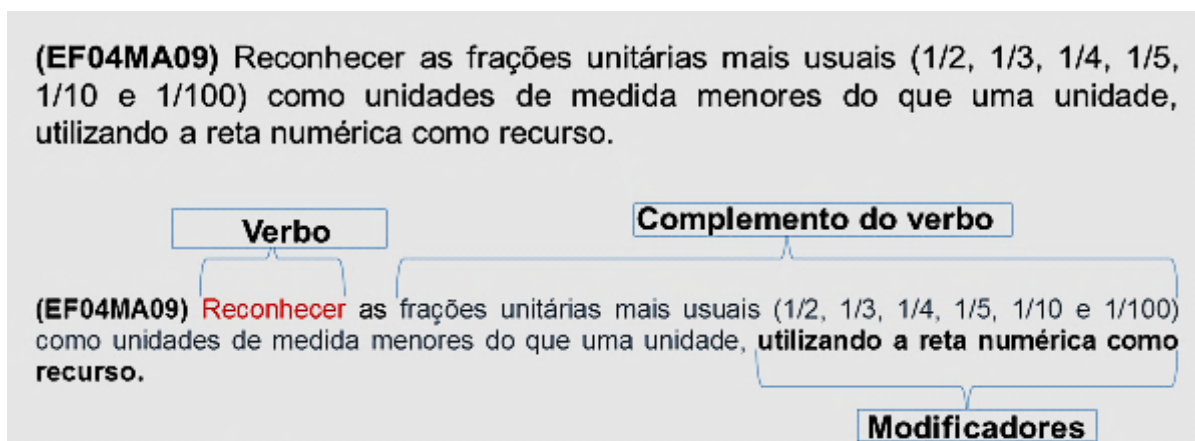 (EF04MA09) Reconhecer as frações unitárias mais usuais (1/2, 1/3, 1/4, 1/5,
1/10 e 1/100) como unidades de medida menores do que uma unidade,
utilizando a reta numérica como recurso.
Verbo
Complemento do verbo
(EF04MA09) Reconhecer as frações unitárias mais usuais (1/2, 1/3, 1/4, 1/5, 1/10 e 1/100)
como unidades de medida menores do que uma unidade, utilizando a reta numérica como
recurso.
Modificadores